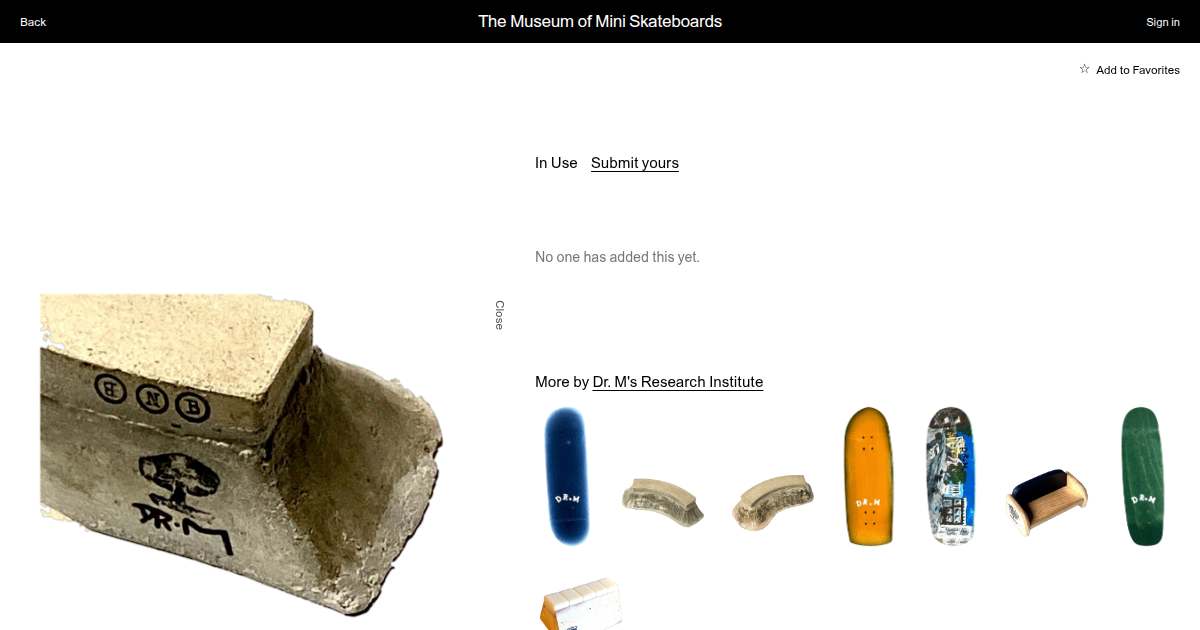 Back
The Museum of Mini Skateboards
Sign in
☆ Add to Favorites
In Use Submit yours
No one has added this yet.
Close
B N B
DR.M
More by Dr. M's Research Institute
DR.M
DR.M
DR.M